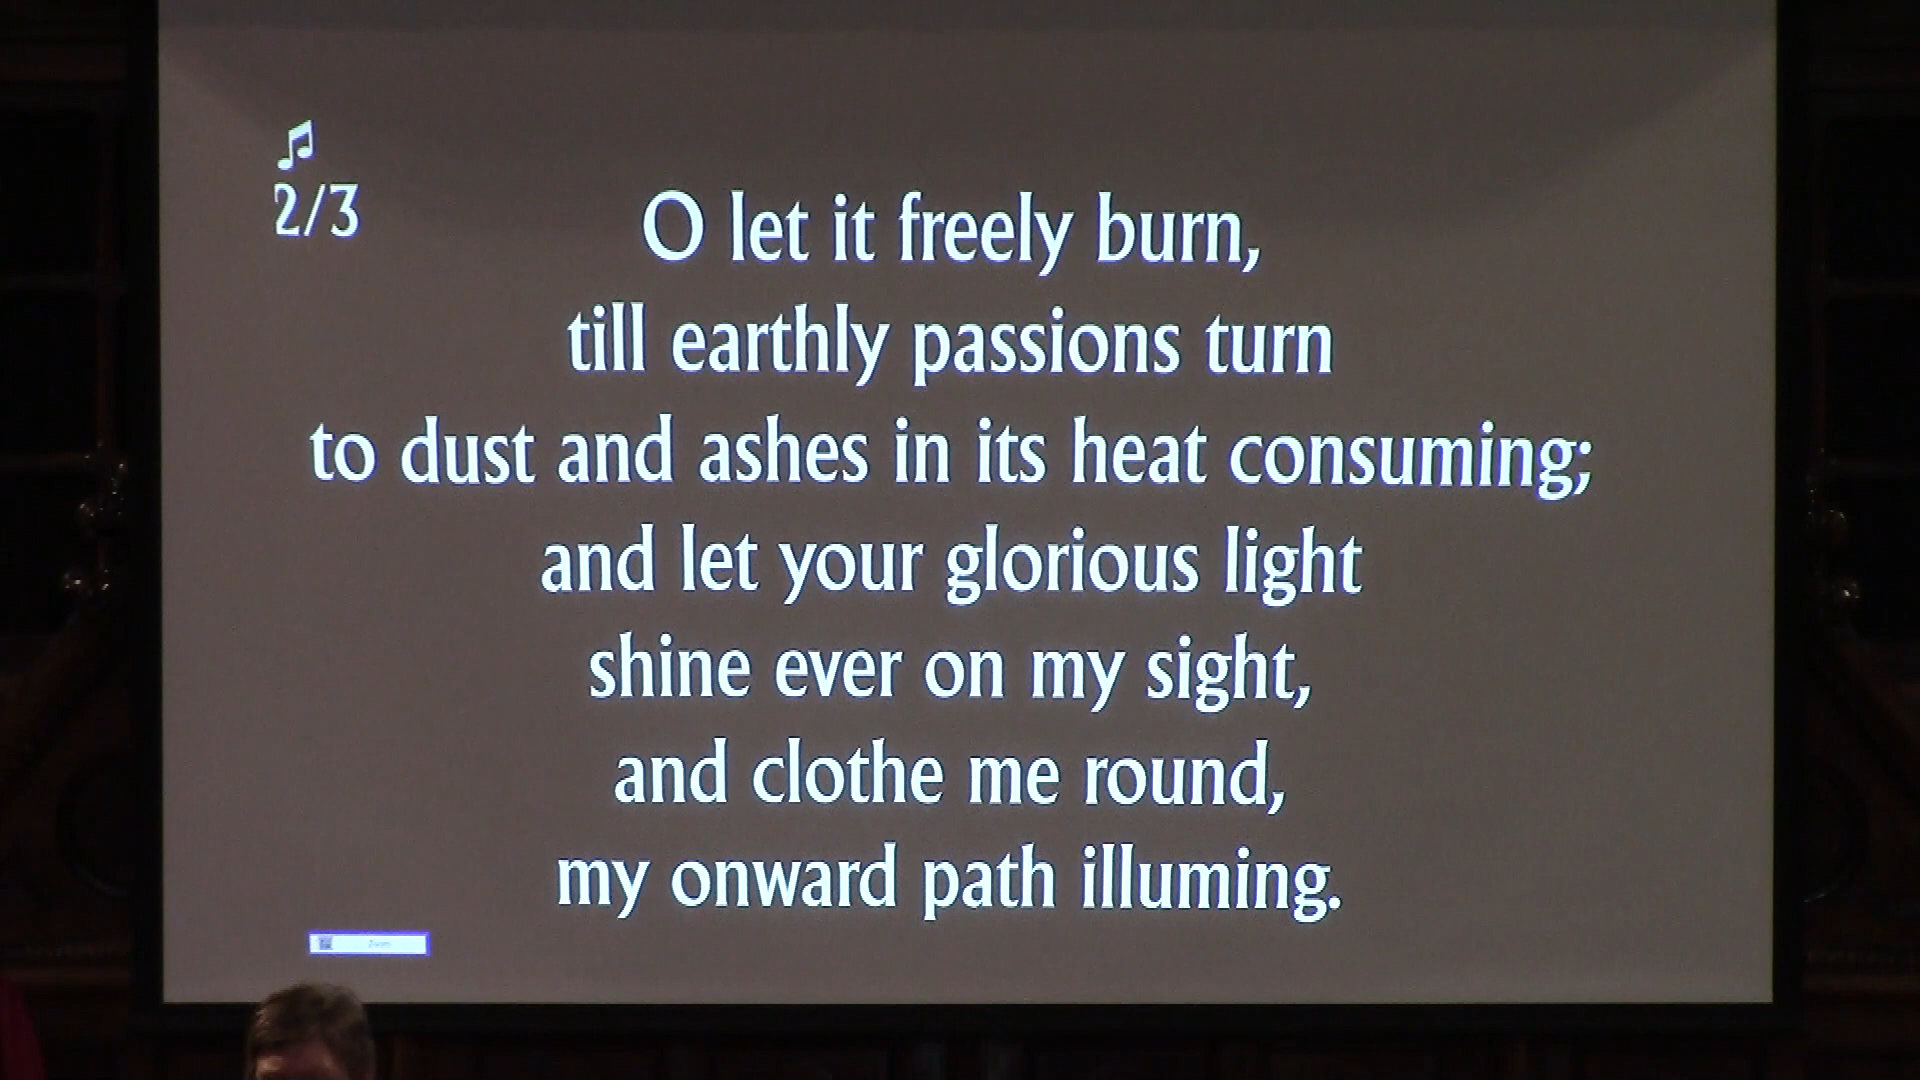 2/3
O let it freely burn,
till earthly passions turn
to dust and ashes in its heat consuming;
and let your glorious light
shine ever on my sight,
and clothe me round,
my onward path illuming.